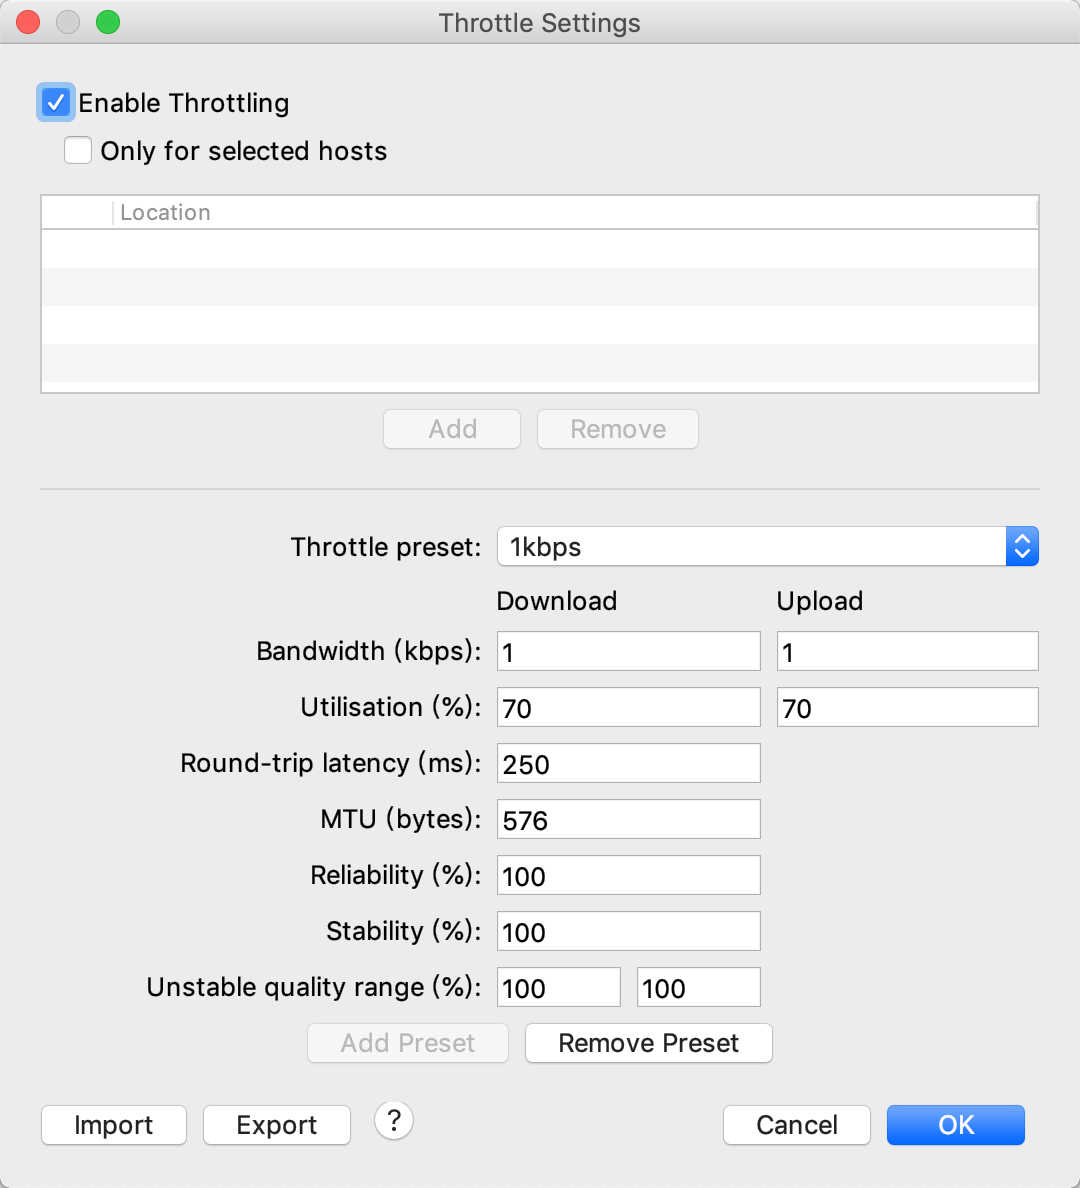 Throttle Settings
Enable Throttling
Only for selected hosts
Location
Add Remove
Throttle preset: 1kbps
Download Upload
Bandwidth (kbps): 1 1
Utilisation (%): 70 70
Round-trip latency (ms): 250
MTU (bytes): 576
Reliability (%): 100
Stability (%): 100
Unstable quality range (%): 100 100
Add Preset Remove Preset
Import Export ? Cancel OK